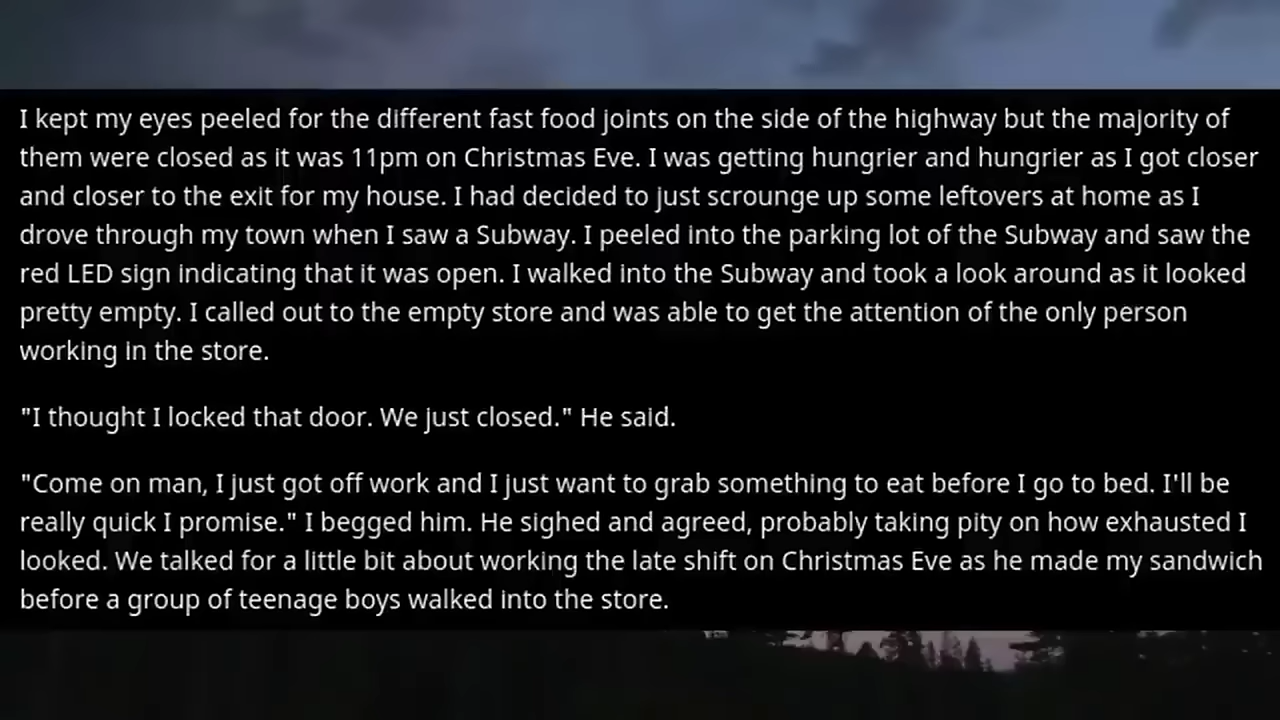 I kept my eyes peeled for the different fast food joints on the side of the highway but the majority of
them were closed as it was 11pm on Christmas Eve. I was getting hungrier and hungrier as I got closer
and closer to the exit for my house. I had decided to just scrounge up some leftovers at home as I
drove through my town when I saw a Subway. I peeled into the parking lot of the Subway and saw the
red LED sign indicating that it was open. I walked into the Subway and took a look around as it looked
pretty empty. I called out to the empty store and was able to get the attention of the only person
working in the store.
"I thought I locked that door. We just closed." He said.
"Come on man, I just got off work and I just want to grab something to eat before I go to bed. I'll be
really quick I promise." I begged him. He sighed and agreed, probably taking pity on how exhausted I
looked. We talked for a little bit about working the late shift on Christmas Eve as he made my sandwich
before a group of teenage boys walked into the store.